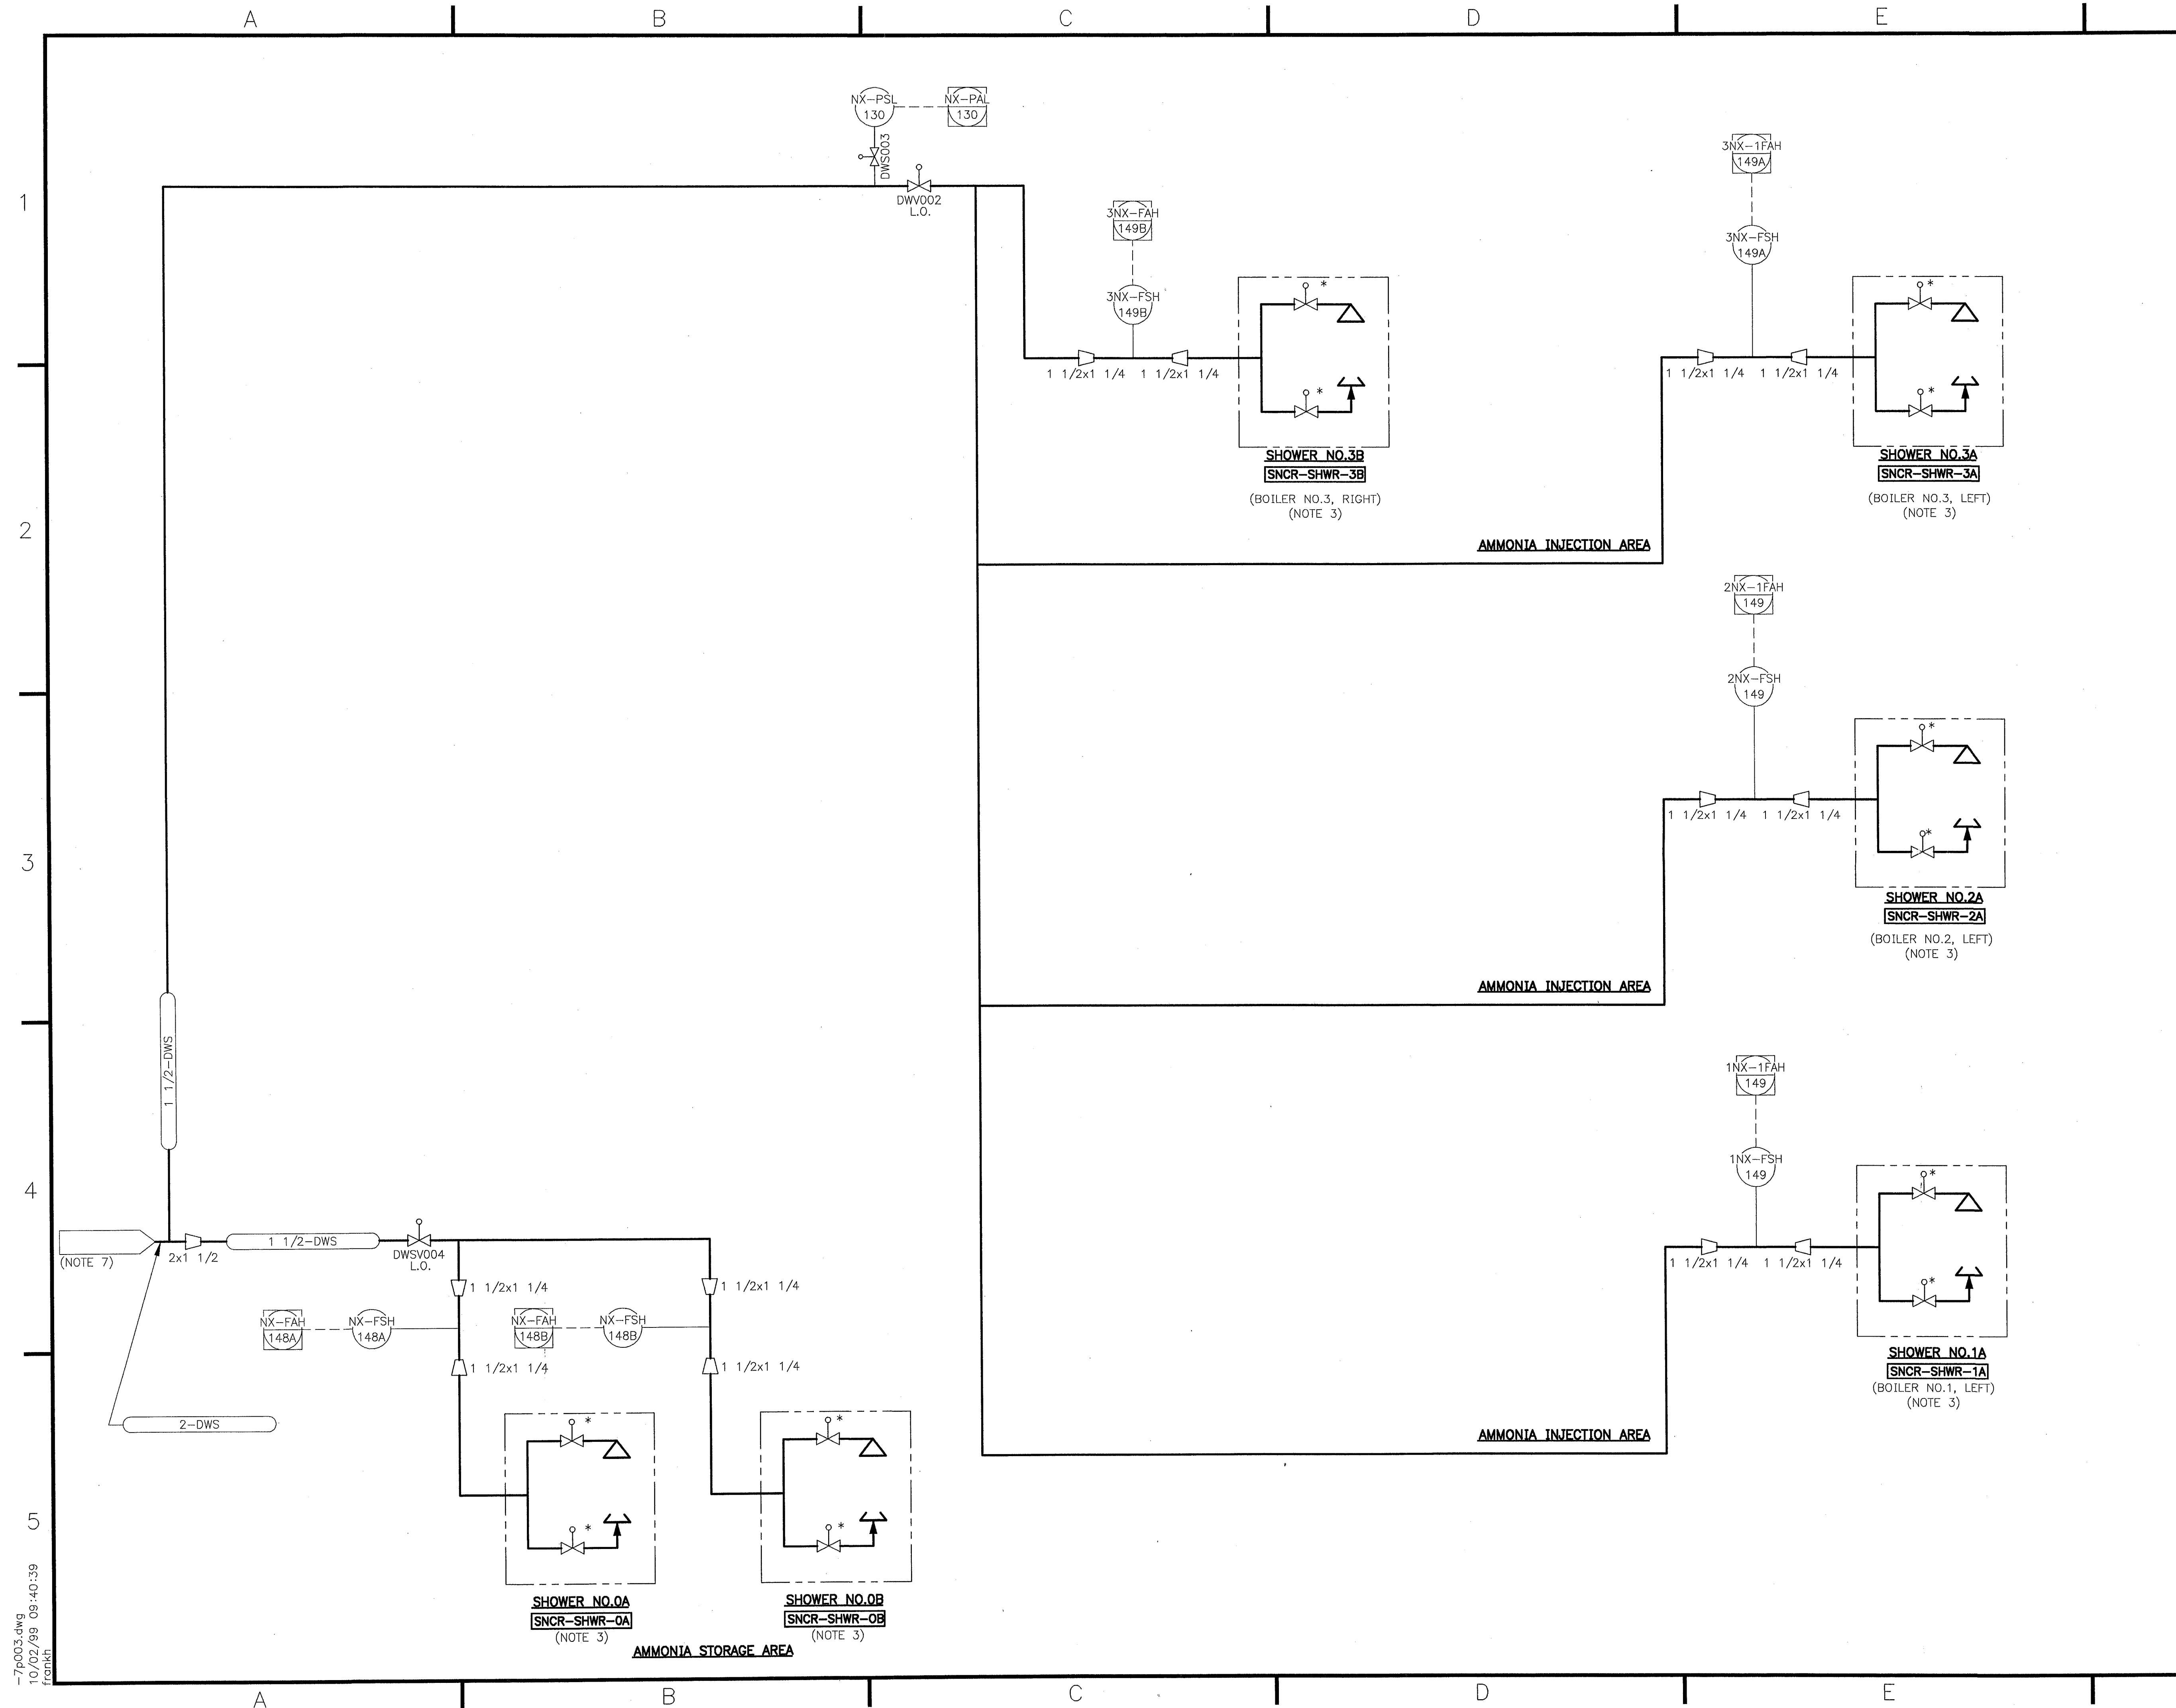 A B C D E
NX-PSL
130
NX-PAL
130
DWS003
DWV002
L.O.
1
3NX-FAH
149B
3NX-FSH
149B
1 1/2x1 1/4 1 1/2x1 1/4
*
*
SHOWER NO.3B
SNCR-SHWR-3B
(BOILER NO.3, RIGHT)
(NOTE 3)
3NX-1FAH
149A
3NX-FSH
149A
1 1/2x1 1/4 1 1/2x1 1/4
*
*
SHOWER NO.3A
SNCR-SHWR-3A
(BOILER NO.3, LEFT)
(NOTE 3)
2
AMMONIA INJECTION AREA
2NX-1FAH
149
2NX-FSH
149
1 1/2x1 1/4 1 1/2x1 1/4
*
*
SHOWER NO.2A
SNCR-SHWR-2A
(BOILER NO.2, LEFT)
(NOTE 3)
3
AMMONIA INJECTION AREA
1 1/2-DWS
1NX-1FAH
149
1NX-FSH
149
1 1/2x1 1/4 1 1/2x1 1/4
*
*
SHOWER NO.1A
SNCR-SHWR-1A
(BOILER NO.1, LEFT)
(NOTE 3)
4
AMMONIA INJECTION AREA
(NOTE 7)
2x1 1/2
1 1/2-DWS
DWSV004
L.O.
1 1/2x1 1/4
1 1/2x1 1/4
NX-FAH
148A
NX-FSH
148A
NX-FAH
148B
NX-FSH
148B
1 1/2x1 1/4
1 1/2x1 1/4
2-DWS
*
*
*
*
5
SHOWER NO.0A
SNCR-SHWR-0A
(NOTE 3)
SHOWER NO.0B
SNCR-SHWR-0B
(NOTE 3)
AMMONIA STORAGE AREA
-7p003.dwg
10/02/99 09:40:39
frankh
A B C D E